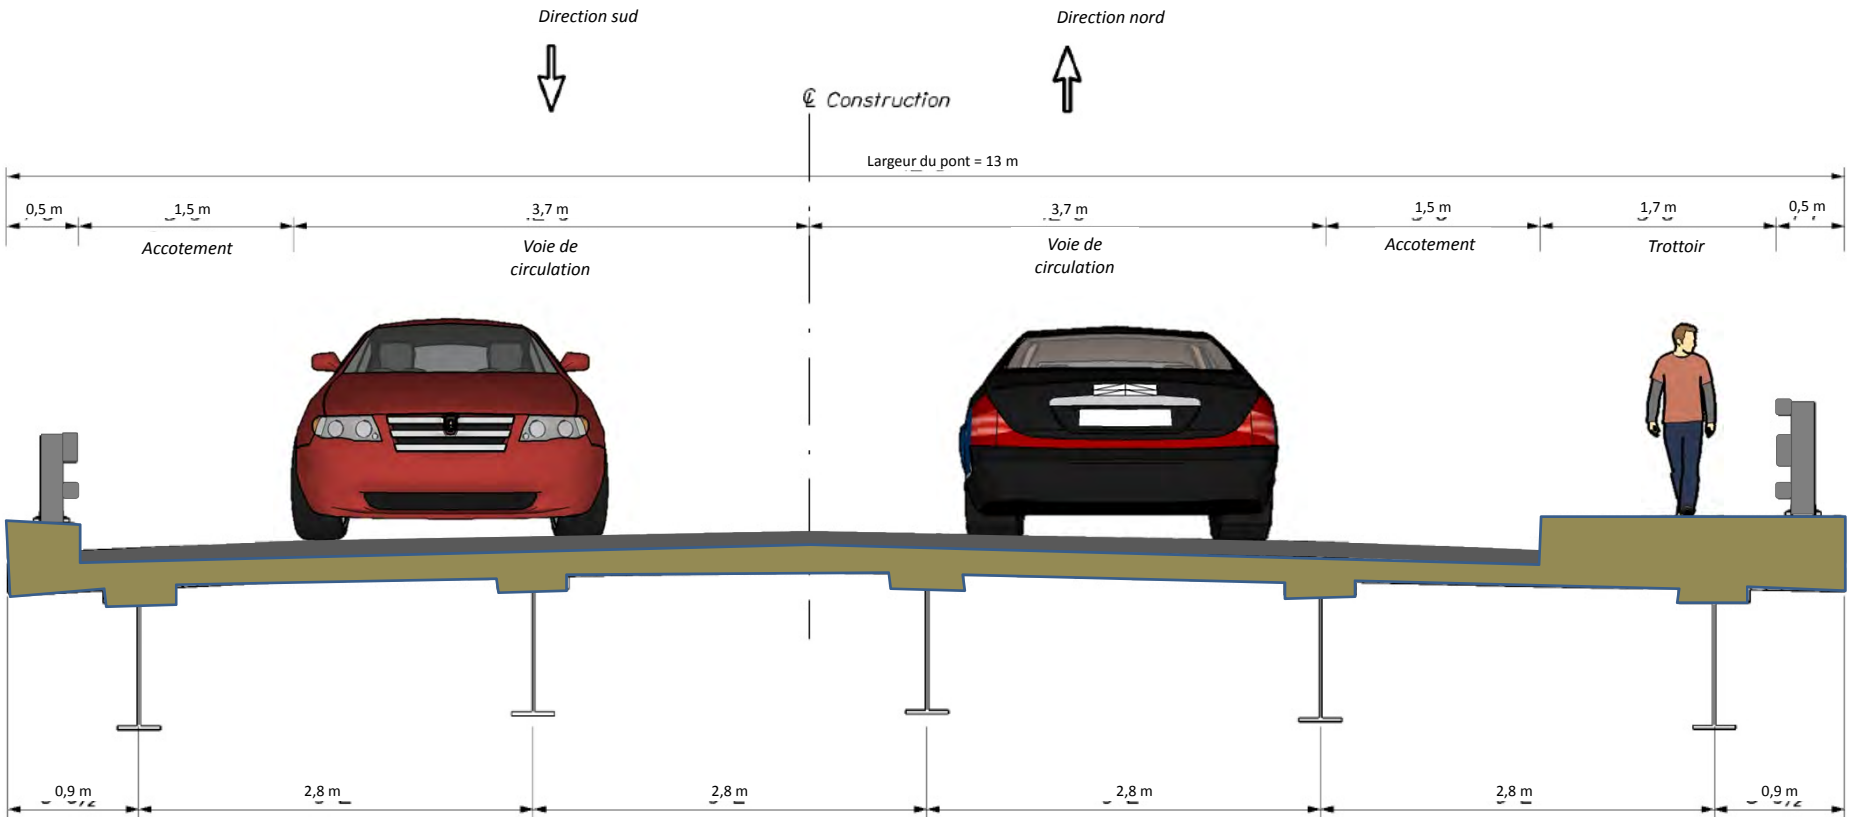 Direction sud
Direction nord
℄ Construction
Largeur du pont = 13 m
0,5 m
1,5 m
3,7 m
3,7 m
1,5 m
1,7 m
0,5 m
Accotement
Voie de
circulation
Voie de
circulation
Accotement
Trottoir
0,9 m
2,8 m
2,8 m
2,8 m
2,8 m
0,9 m